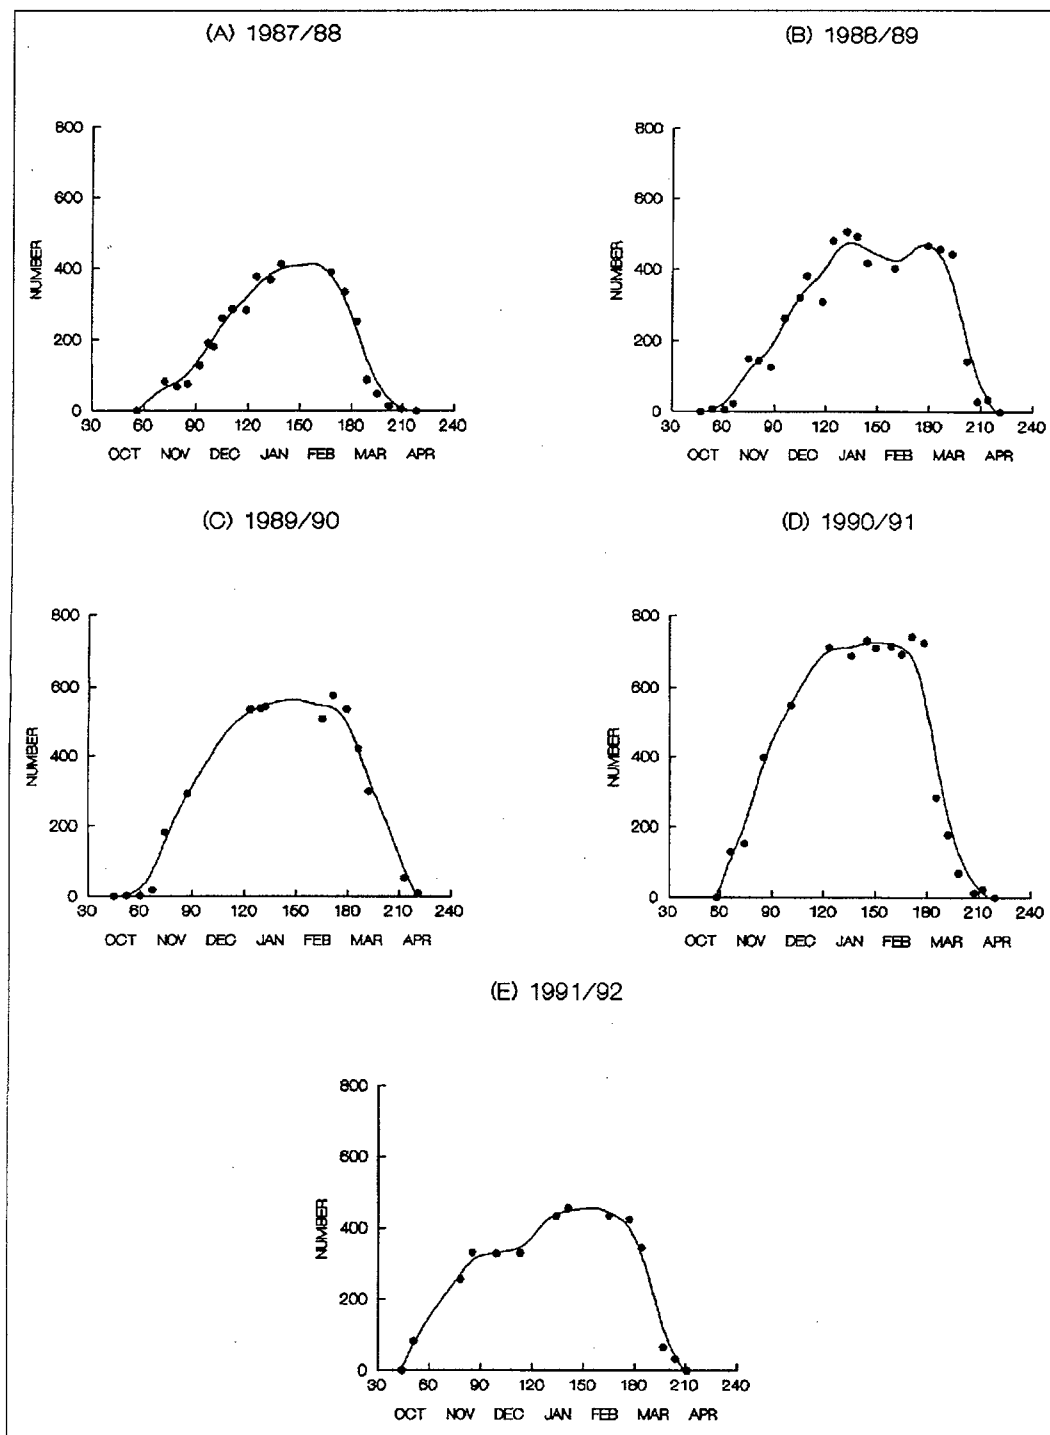 (A) 1987/88
(B) 1988/89
800
600
400
200
0
NUMBER
30 60 90 120 150 180 210 240
OCT NOV DEC JAN FEB MAR APR
800
600
400
200
0
NUMBER
30 60 90 120 150 180 210 240
OCT NOV DEC JAN FEB MAR APR
(C) 1989/90
(D) 1990/91
800
600
400
200
0
NUMBER
30 60 90 120 150 180 210 240
OCT NOV DEC JAN FEB MAR APR
800
600
400
200
0
NUMBER
30 60 90 120 150 180 210 240
OCT NOV DEC JAN FEB MAR APR
(E) 1991/92
800
600
400
200
0
NUMBER
30 60 90 120 150 180 210 240
OCT NOV DEC JAN FEB MAR APR